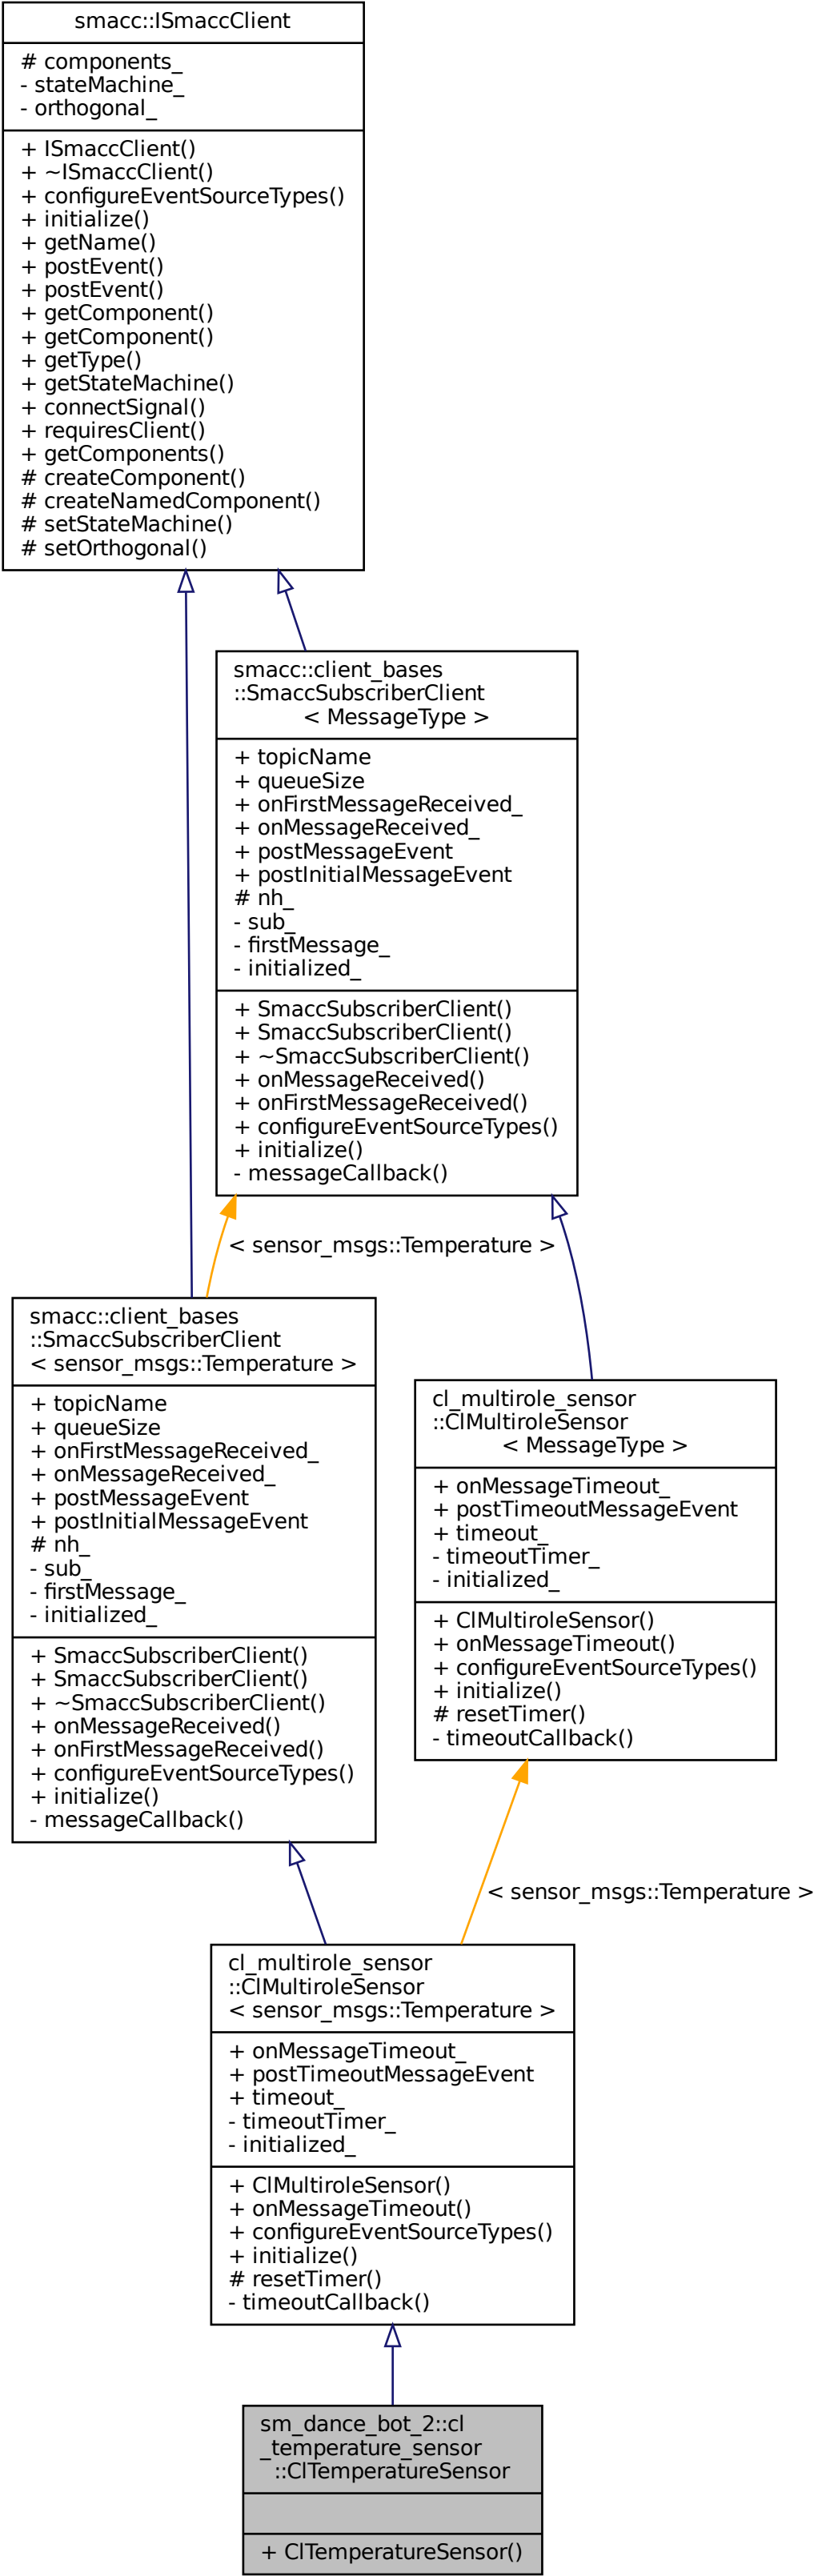 smacc::ISmaccClient
# components_
- stateMachine_
- orthogonal_
+ ISmaccClient()
+ ~ISmaccClient()
+ configureEventSourceTypes()
+ initialize()
+ getName()
+ postEvent()
+ postEvent()
+ getComponent()
+ getComponent()
+ getType()
+ getStateMachine()
+ connectSignal()
+ requiresClient()
+ getComponents()
# createComponent()
# createNamedComponent()
# setStateMachine()
# setOrthogonal()
smacc::client_bases
::SmaccSubscriberClient
< MessageType >
+ topicName
+ queueSize
+ onFirstMessageReceived_
+ onMessageReceived_
+ postMessageEvent
+ postInitialMessageEvent
# nh_
- sub_
- firstMessage_
- initialized_
+ SmaccSubscriberClient()
+ SmaccSubscriberClient()
+ ~SmaccSubscriberClient()
+ onMessageReceived()
+ onFirstMessageReceived()
+ configureEventSourceTypes()
+ initialize()
- messageCallback()
< sensor_msgs::Temperature >
smacc::client_bases
::SmaccSubscriberClient
< sensor_msgs::Temperature >
+ topicName
+ queueSize
+ onFirstMessageReceived_
+ onMessageReceived_
+ postMessageEvent
+ postInitialMessageEvent
# nh_
- sub_
- firstMessage_
- initialized_
+ SmaccSubscriberClient()
+ SmaccSubscriberClient()
+ ~SmaccSubscriberClient()
+ onMessageReceived()
+ onFirstMessageReceived()
+ configureEventSourceTypes()
+ initialize()
- messageCallback()
cl_multirole_sensor
::ClMultiroleSensor
< MessageType >
+ onMessageTimeout_
+ postTimeoutMessageEvent
+ timeout_
- timeoutTimer_
- initialized_
+ ClMultiroleSensor()
+ onMessageTimeout()
+ configureEventSourceTypes()
+ initialize()
# resetTimer()
- timeoutCallback()
< sensor_msgs::Temperature >
cl_multirole_sensor
::ClMultiroleSensor
< sensor_msgs::Temperature >
+ onMessageTimeout_
+ postTimeoutMessageEvent
+ timeout_
- timeoutTimer_
- initialized_
+ ClMultiroleSensor()
+ onMessageTimeout()
+ configureEventSourceTypes()
+ initialize()
# resetTimer()
- timeoutCallback()
sm_dance_bot_2::cl
_temperature_sensor
::ClTemperatureSensor
+ ClTemperatureSensor()